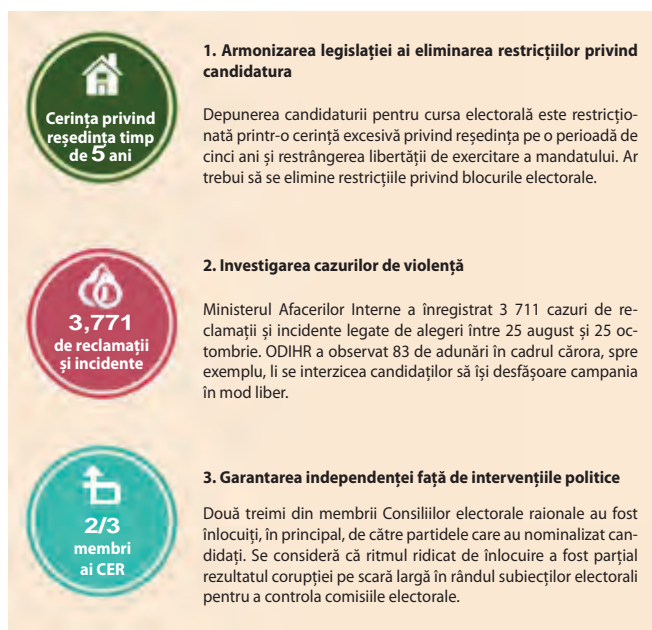 Cerința privind
reședința timp
de 5 ani
1. Armonizarea legislației ai eliminarea restricțiilor privind
candidatura
Depunerea candidaturii pentru cursa electorală este restricțio-
nată printr-o cerință excesivă privind reședința pe o perioadă de
cinci ani și restrângerea libertății de exercitare a mandatului. Ar
trebui să se elimine restricțiile privind blocurile electorale.
3,771
de reclamații
și incidente
2. Investigarea cazurilor de violență
Ministerul Afacerilor Interne a înregistrat 3 711 cazuri de re-
clamații și incidente legate de alegeri între 25 august și 25 oc-
tombrie. ODIHR a observat 83 de adunări în cadrul cărora, spre
exemplu, li se interzicea candidaților să își desfășoare campania
în mod liber.
2/3
membri
ai CER
3. Garantarea independenței față de intervențiile politice
Două treimi din membrii Consiliilor electorale raionale au fost
înlocuiți, în principal, de către partidele care au nominalizat can-
didați. Se consideră că ritmul ridicat de înlocuire a fost parțial
rezultatul corupției pe scară largă în rândul subiecților electorali
pentru a controla comisiile electorale.